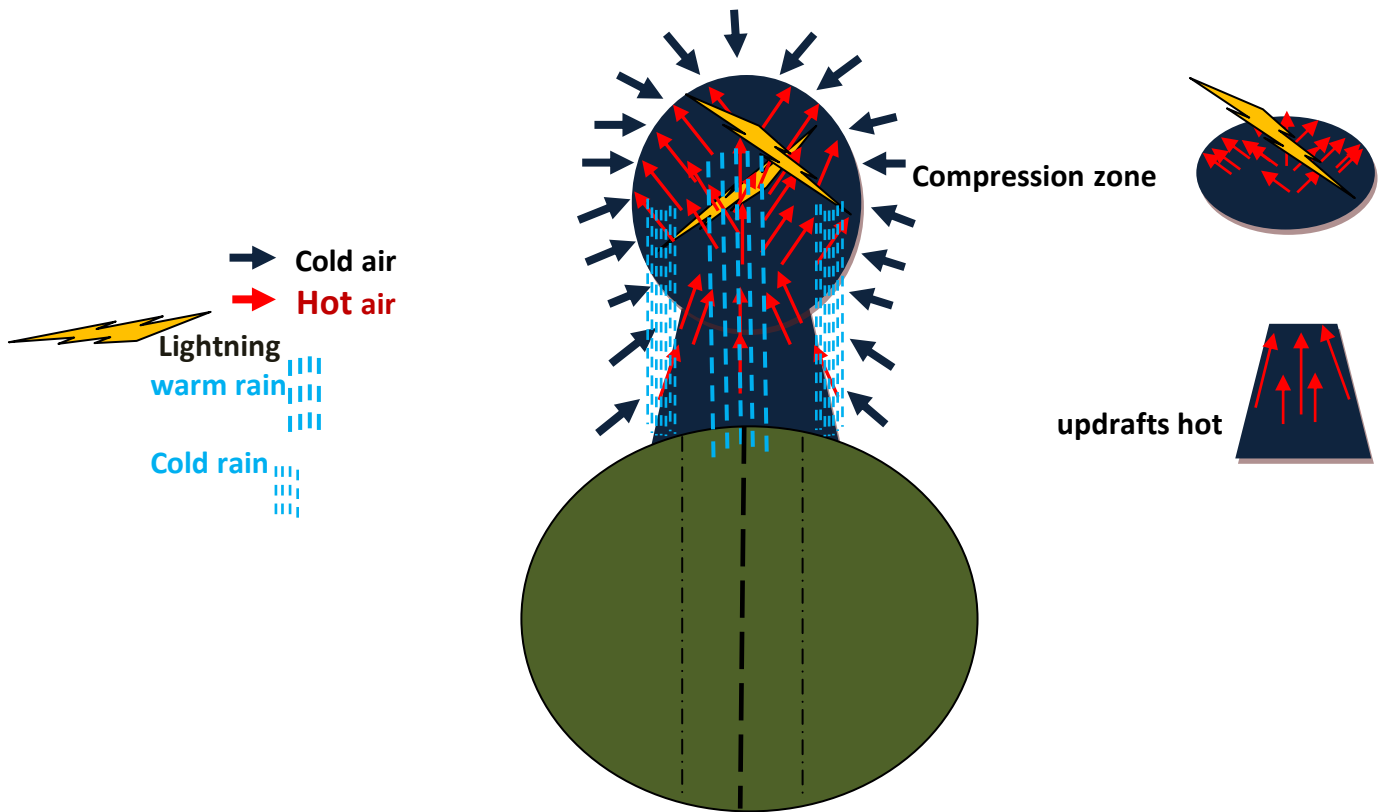 Compression zone
Cold air
Hot air
Lightning
warm rain
updrafts hot
Cold rain